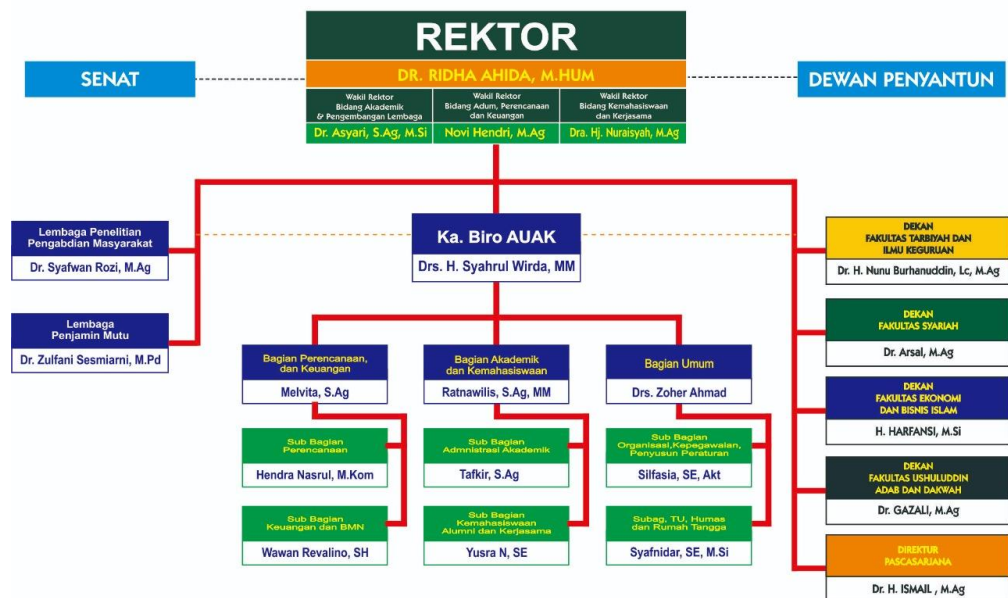 REKTOR
SENAT
DR. RIDHA AHIDA, M.HUM
DEWAN PENYANTUN
Wakil Rektor
Bidang Akademik
& Pengembangan Lembaga
Dr. Asyari, S.Ag, M.Si
Wakil Rektor
Bidang Adum, Perencanaan
dan Keuangan
Novi Hendri, M.Ag
Wakil Rektor
Bidang Kemahasiswaan
dan Kerjasama
Dra. Hj. Nuraisyah, M.Ag
Lembaga Penelitian
Pengabdian Masyarakat
Dr. Syafwan Rozi, M.Ag
Lembaga
Penjamin Mutu
Dr. Zulfani Sesmiarni, M.Pd
Ka. Biro AUAK
Drs. H. Syahrul Wirda, MM
Bagian Perencanaan,
dan Keuangan
Melvita, S.Ag
Sub Bagian
Perencanaan
Hendra Nasrul, M.Kom
Sub Bagian
Keuangan dan BMN
Wawan Revalino, SH
Bagian Akademik
dan Kemahasiswaan
Ratnawilis, S.Ag, MM
Sub Bagian
Admnistrasi Akademik
Tafkir, S.Ag
Sub Bagian
Kemahasiswaan
Alumni dan Kerjasama
Yusra N, SE
Bagian Umum
Drs. Zoher Ahmad
Sub Bagian
Organisasi,Kepegawaian,
Penyusun Peraturan
Silfasia, SE, Akt
Subag, TU, Humas
dan Rumah Tangga
Syafnidar, SE, M.Si
DEKAN
FAKULTAS TARBIYAH DAN
ILMU KEGURUAN
Dr. H. Nunu Burhanuddin, Lc, M.Ag
DEKAN
FAKULTAS SYARIAH
Dr. Arsal, M.Ag
DEKAN
FAKULTAS EKONOMI
DAN BISNIS ISLAM
H. HARFANSI, M.Si
DEKAN
FAKULTAS USHULUDDIN
ADAB DAN DAKWAH
Dr. GAZALI, M.Ag
DIREKTUR
PASCASARJANA
Dr. H. ISMAIL , M.Ag